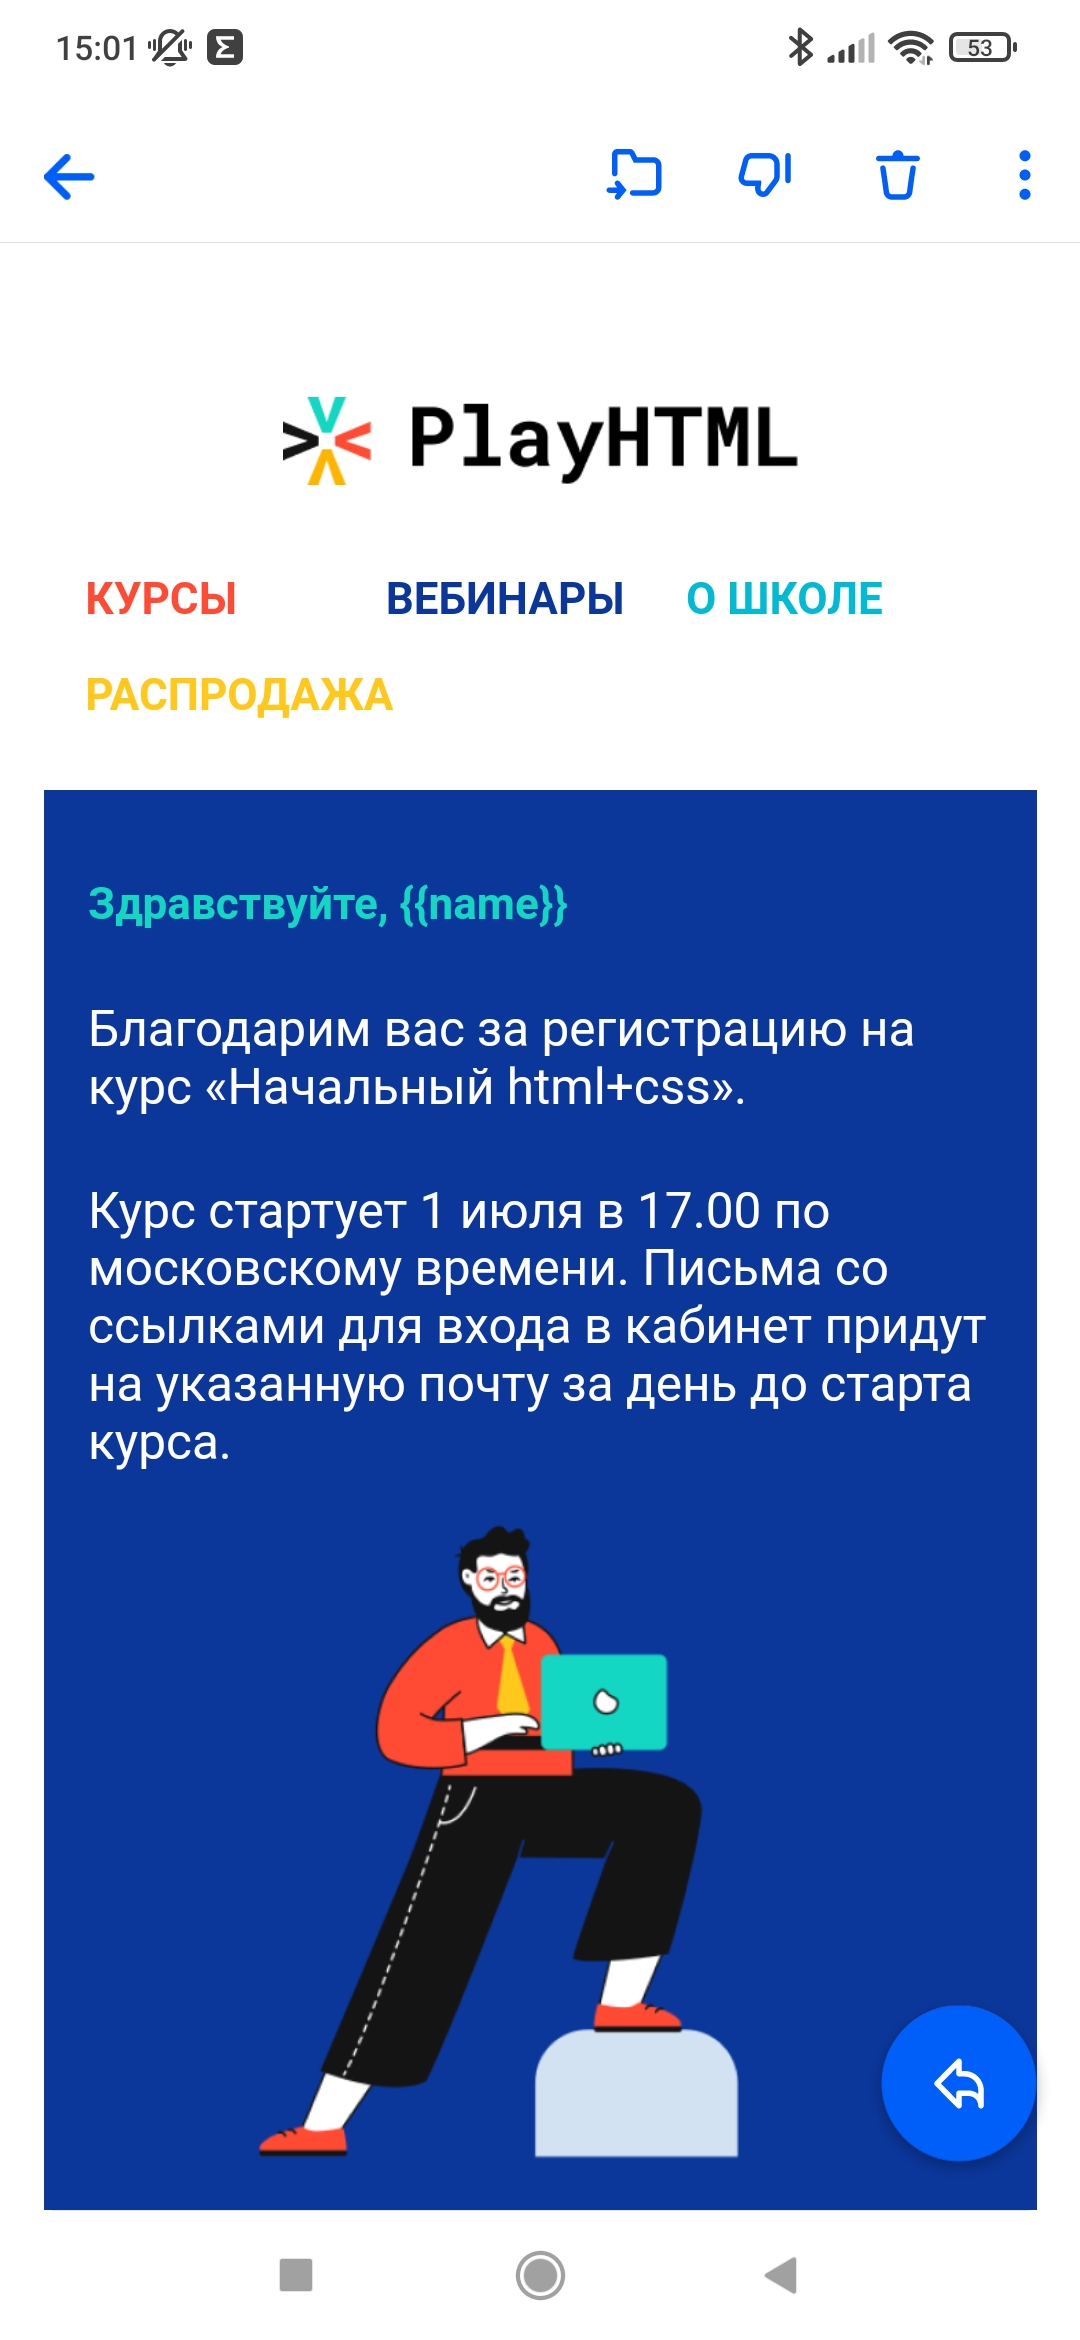 15:01
53
PlayHTML
КУРСЫ ВЕБИНАРЫ О ШКОЛЕ
РАСПРОДАЖА
Здравствуйте, {{name}}
Благодарим вас за регистрацию на
курс «Начальный html+css».
Курс стартует 1 июля в 17.00 по
московскому времени. Письма со
ссылками для входа в кабинет придут
на указанную почту за день до старта
курса.